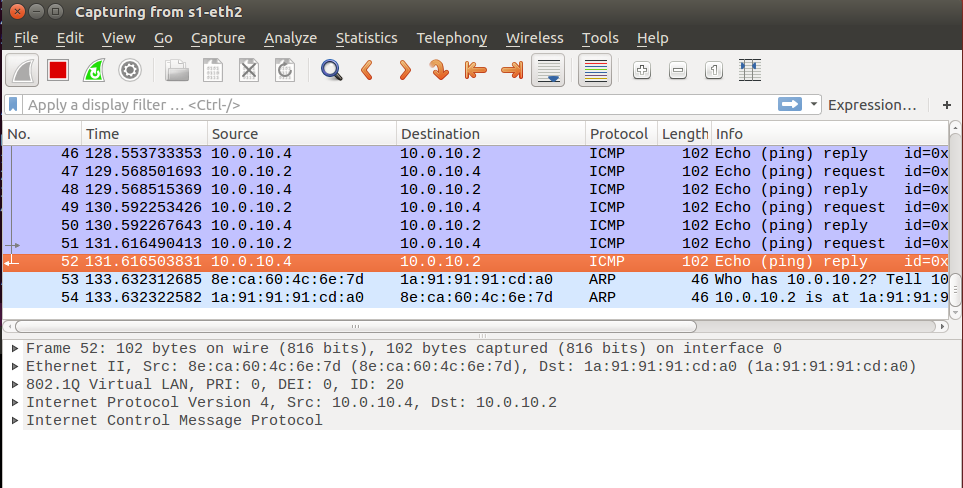 Capturing from s1-eth2
File Edit View Go Capture Analyze Statistics Telephony Wireless Tools Help
Apply a display filter … <Ctrl-/> Expression… +
No. Time Source Destination Protocol Length Info
46 128.553733353 10.0.10.4 10.0.10.2 ICMP 102 Echo (ping) reply id=0x
47 129.568501693 10.0.10.2 10.0.10.4 ICMP 102 Echo (ping) request id=0x
48 129.568515369 10.0.10.4 10.0.10.2 ICMP 102 Echo (ping) reply id=0x
49 130.592253426 10.0.10.2 10.0.10.4 ICMP 102 Echo (ping) request id=0x
50 130.592267643 10.0.10.4 10.0.10.2 ICMP 102 Echo (ping) reply id=0x
51 131.616490413 10.0.10.2 10.0.10.4 ICMP 102 Echo (ping) request id=0x
52 131.616503831 10.0.10.4 10.0.10.2 ICMP 102 Echo (ping) reply id=0x
53 133.632312685 8e:ca:60:4c:6e:7d 1a:91:91:91:cd:a0 ARP 46 Who has 10.0.10.2? Tell 10
54 133.632322582 1a:91:91:91:cd:a0 8e:ca:60:4c:6e:7d ARP 46 10.0.10.2 is at 1a:91:91:9
Frame 52: 102 bytes on wire (816 bits), 102 bytes captured (816 bits) on interface 0
Ethernet II, Src: 8e:ca:60:4c:6e:7d (8e:ca:60:4c:6e:7d), Dst: 1a:91:91:91:cd:a0 (1a:91:91:91:cd:a0)
802.1Q Virtual LAN, PRI: 0, DEI: 0, ID: 20
Internet Protocol Version 4, Src: 10.0.10.4, Dst: 10.0.10.2
Internet Control Message Protocol